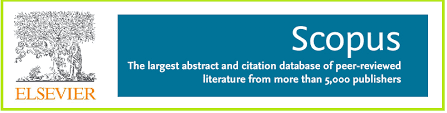 ELSEVIER
Scopus
The largest abstract and citation database of peer-reviewed
literature from more than 5,000 publishers